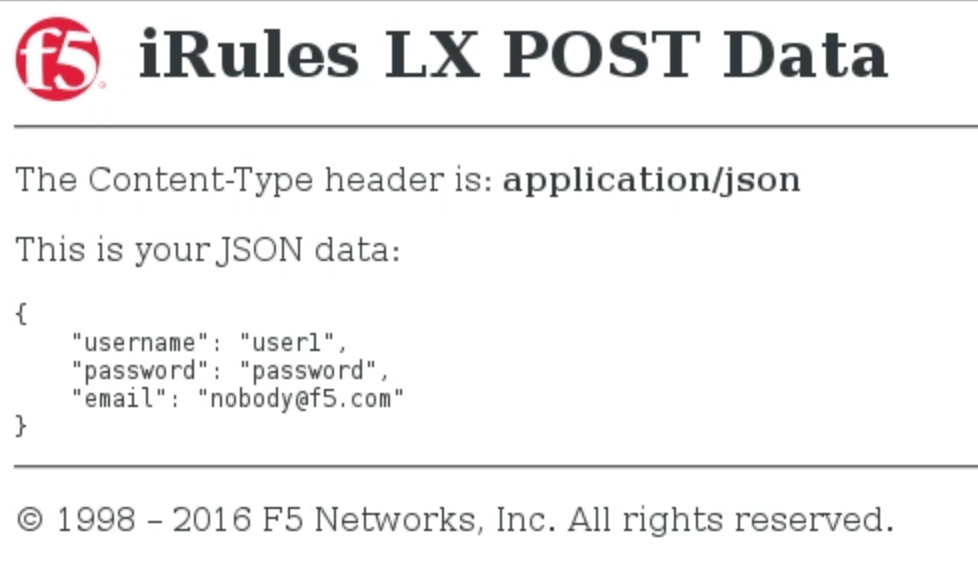 f5 iRules LX POST Data
The Content-Type header is: application/json
This is your JSON data:
{
    "username": "user1",
    "password": "password",
    "email": "nobody@f5.com"
}
© 1998 – 2016 F5 Networks, Inc. All rights reserved.